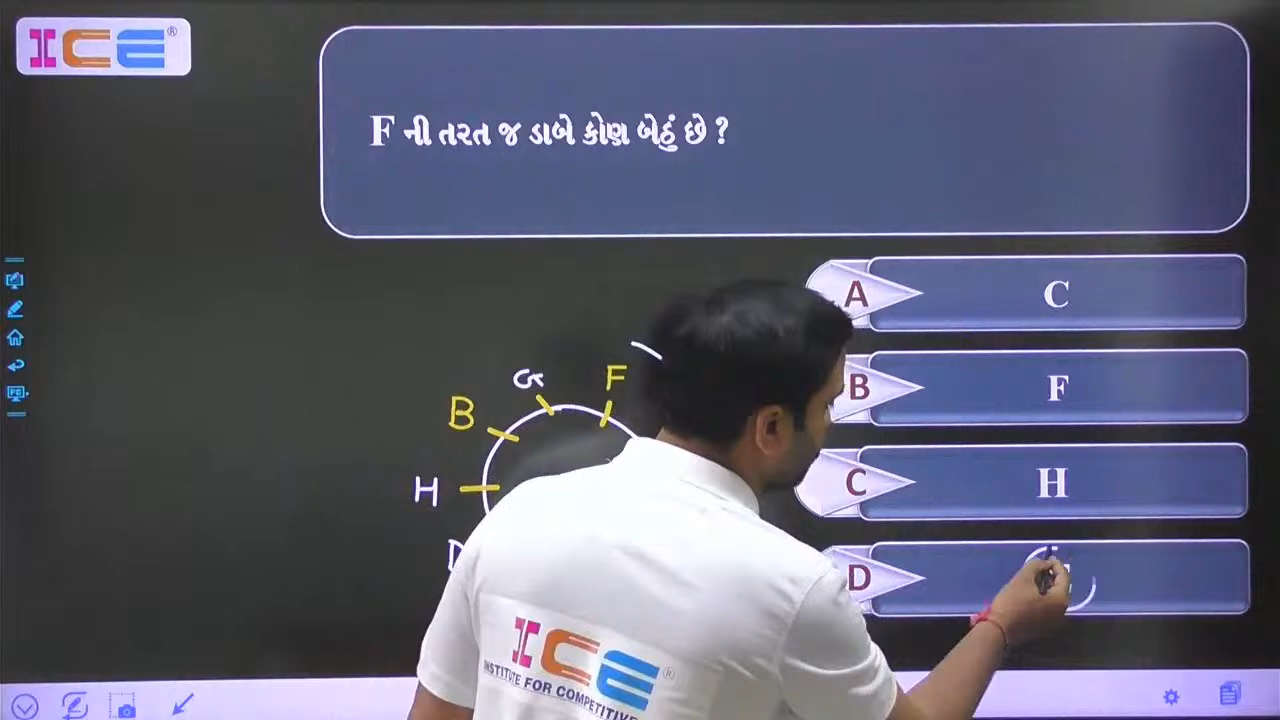 ICE®
F ની તરત જ ડાબે કોણ બેઠું છે ?
A C
B F
C H
D
G F
B
H
ICE®
INSTITUTE FOR COMPETITIVE